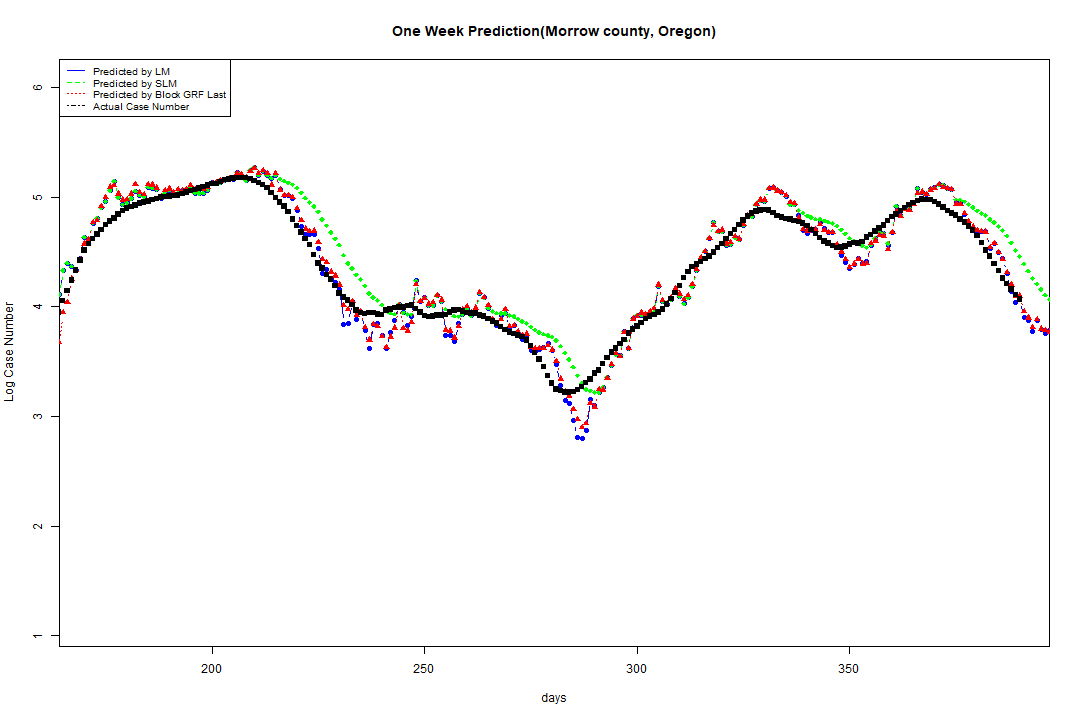 One Week Prediction(Morrow county, Oregon)
Predicted by LM
Predicted by SLM
Predicted by Block GRF Last
Actual Case Number
6
5
4
3
2
1
Log Case Number
200 250 300 350
days